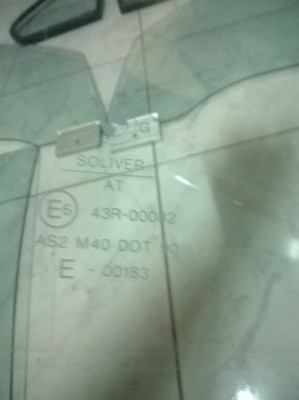 G
SOLIVER
AT
E6 43R-00032
AS2 M40 DOT
E - 00183